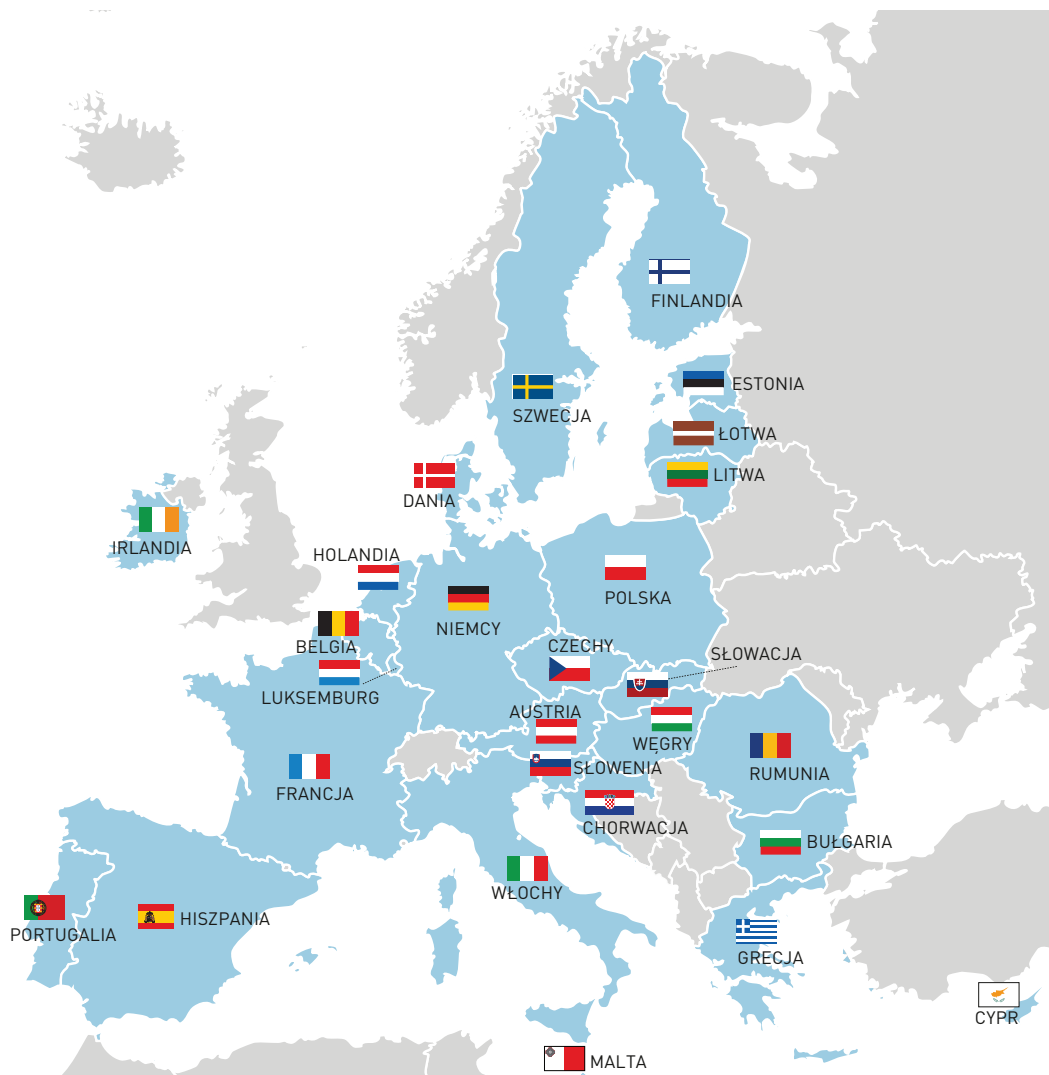 FINLANDIA
ESTONIA
SZWECJA
ŁOTWA
LITWA
DANIA
IRLANDIA
HOLANDIA
POLSKA
NIEMCY
BELGIA
CZECHY
SŁOWACJA
LUKSEMBURG
AUSTRIA
WĘGRY
SŁOWENIA
RUMUNIA
FRANCJA
CHORWACJA
BUŁGARIA
WŁOCHY
HISZPANIA
PORTUGALIA
GRECJA
CYPR
MALTA